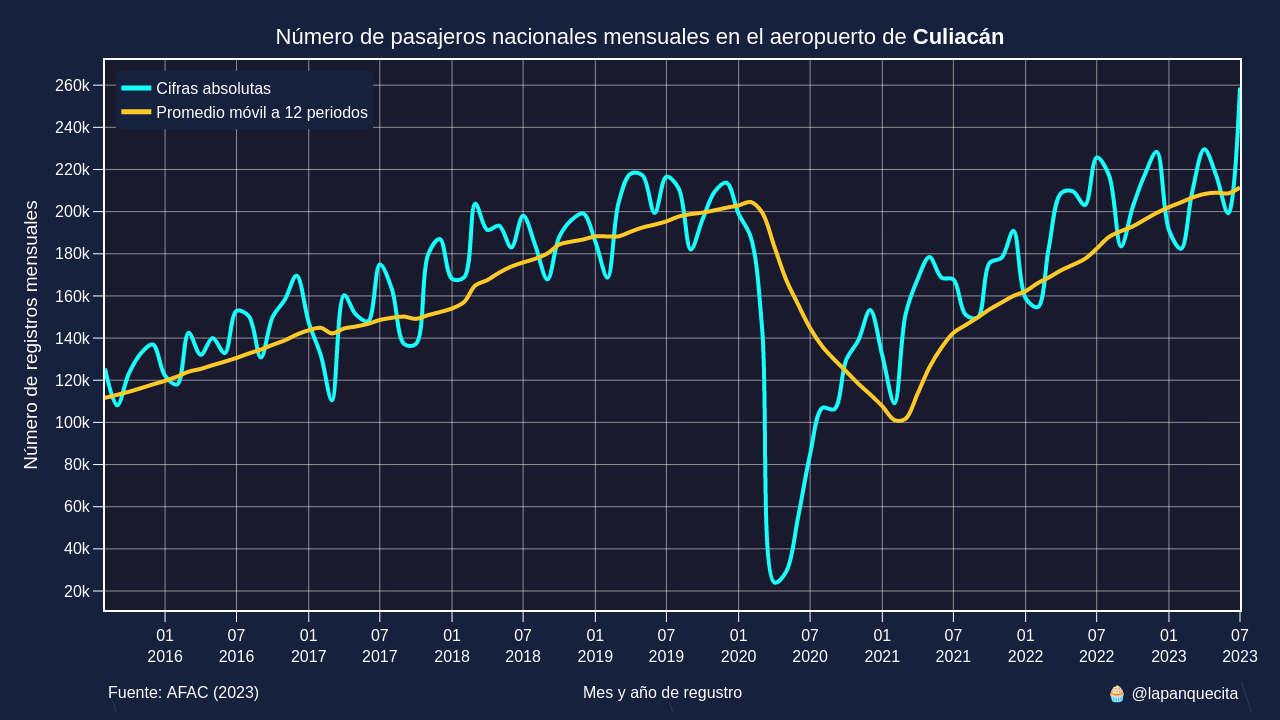 Número de pasajeros nacionales mensuales en el aeropuerto de Culiacán
Cifras absolutas
Promedio móvil a 12 periodos
Número de registros mensuales
260k
240k
220k
200k
180k
160k
140k
120k
100k
80k
60k
40k
20k
01 07 01 07 01 07 01 07 01 07 01 07 01 07 01 07
2016 2016 2017 2017 2018 2018 2019 2019 2020 2020 2021 2021 2022 2022 2023 2023
Fuente: AFAC (2023) Mes y año de regustro 🧁 @lapanquecita